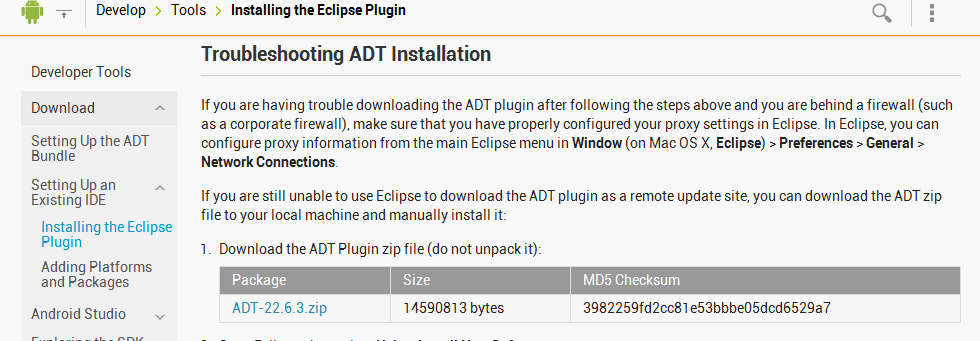 Develop > Tools > Installing the Eclipse Plugin
Developer Tools
Download
Setting Up the ADT
Bundle
Setting Up an
Existing IDE
Installing the Eclipse
Plugin
Adding Platforms
and Packages
Android Studio
Exploring the SDK
Troubleshooting ADT Installation
If you are having trouble downloading the ADT plugin after following the steps above and you are behind a firewall (such
as a corporate firewall), make sure that you have properly configured your proxy settings in Eclipse. In Eclipse, you can
configure proxy information from the main Eclipse menu in Window (on Mac OS X, Eclipse) > Preferences > General >
Network Connections.
If you are still unable to use Eclipse to download the ADT plugin as a remote update site, you can download the ADT zip
file to your local machine and manually install it:
1. Download the ADT Plugin zip file (do not unpack it):
Package Size MD5 Checksum
ADT-22.6.3.zip 14590813 bytes 3982259fd2cc81e53bbbe05dcd6529a7